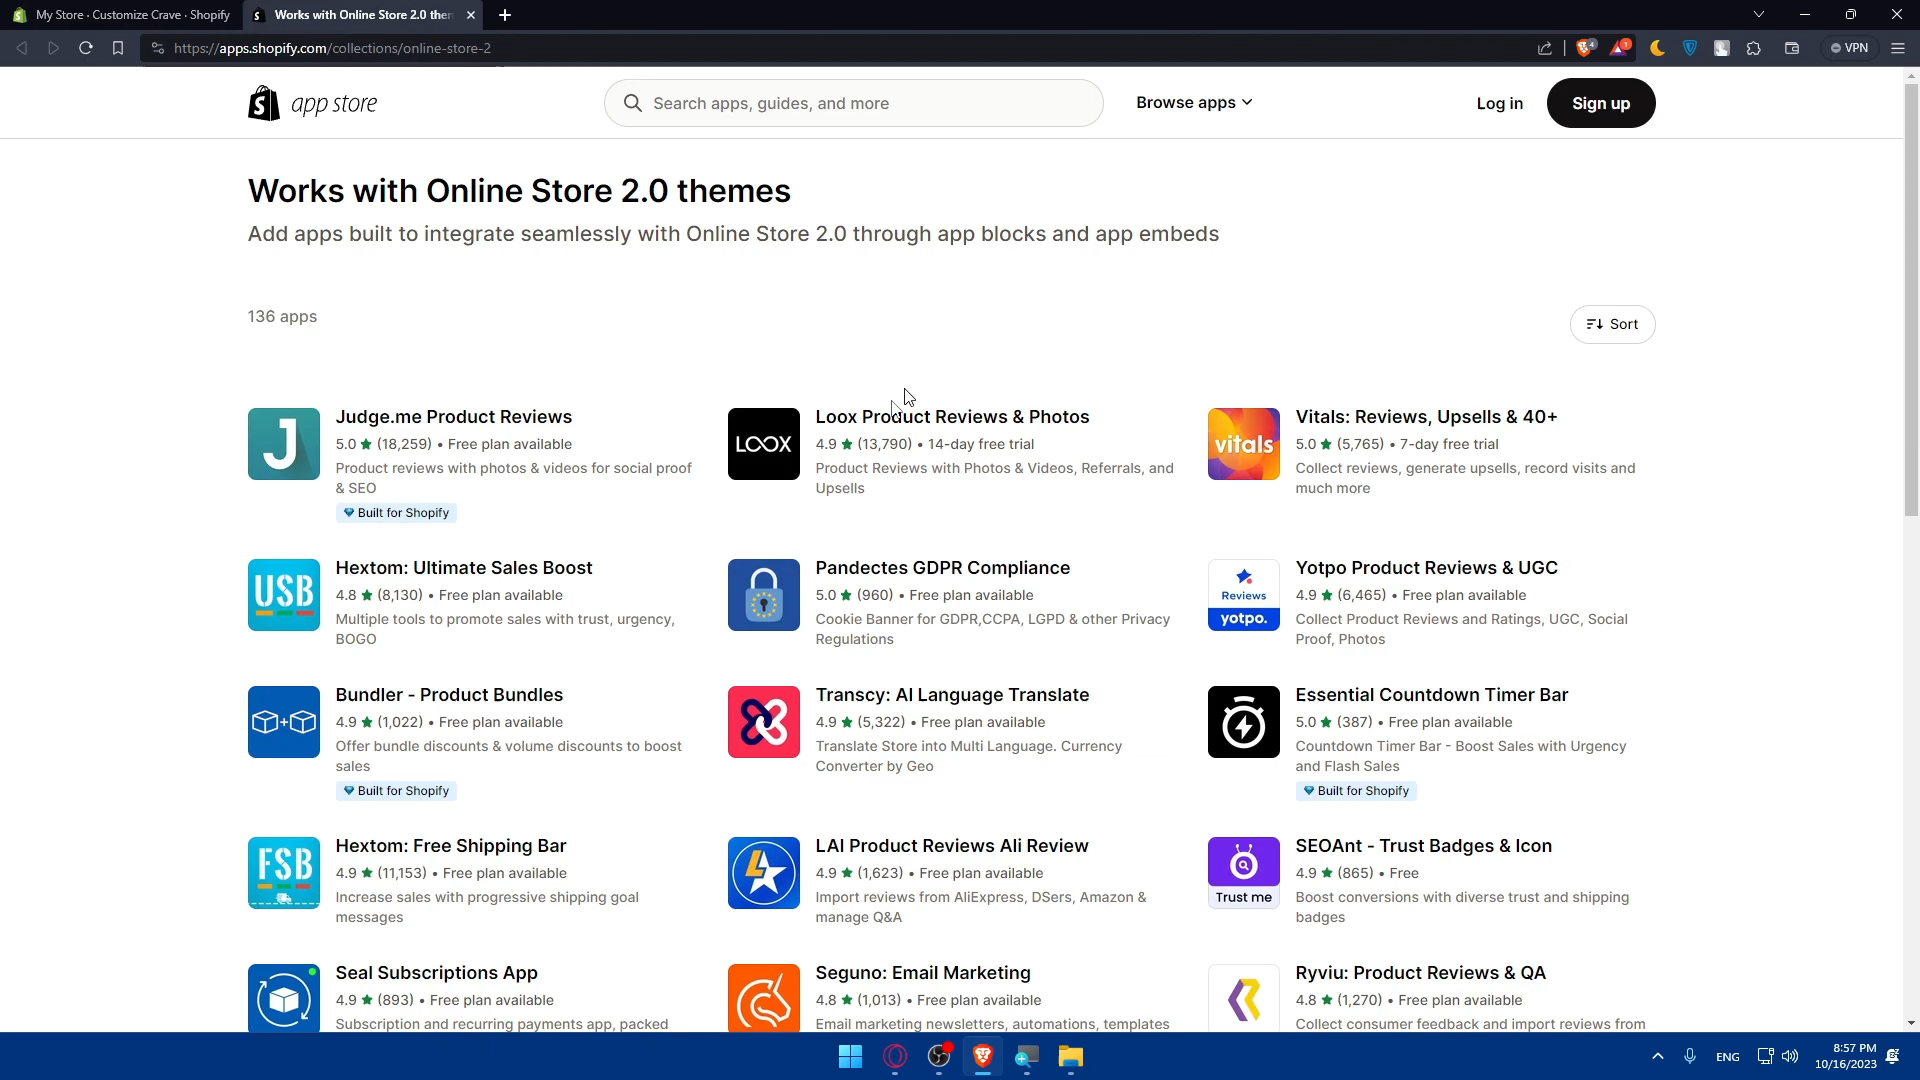 My Store · Customize Crave · Shopify
Works with Online Store 2.0 ther
https://apps.shopify.com/collections/online-store-2
4
1
VPN
app store
Search apps, guides, and more
Browse apps
Log in
Sign up
Works with Online Store 2.0 themes
Add apps built to integrate seamlessly with Online Store 2.0 through app blocks and app embeds
136 apps
Sort
J
Judge.me Product Reviews
5.0 ★ (18,259) • Free plan available
Product reviews with photos & videos for social proof
& SEO
Built for Shopify
LOOX
Loox Product Reviews & Photos
4.9 ★ (13,790) • 14-day free trial
Product Reviews with Photos & Videos, Referrals, and
Upsells
vitals
Vitals: Reviews, Upsells & 40+
5.0 ★ (5,765) • 7-day free trial
Collect reviews, generate upsells, record visits and
much more
USB
Hextom: Ultimate Sales Boost
4.8 ★ (8,130) • Free plan available
Multiple tools to promote sales with trust, urgency,
BOGO
Pandectes GDPR Compliance
5.0 ★ (960) • Free plan available
Cookie Banner for GDPR,CCPA, LGPD & other Privacy
Regulations
Reviews
yotpo.
Yotpo Product Reviews & UGC
4.9 ★ (6,465) • Free plan available
Collect Product Reviews and Ratings, UGC, Social
Proof, Photos
Bundler - Product Bundles
4.9 ★ (1,022) • Free plan available
Offer bundle discounts & volume discounts to boost
sales
Built for Shopify
Transcy: AI Language Translate
4.9 ★ (5,322) • Free plan available
Translate Store into Multi Language. Currency
Converter by Geo
Essential Countdown Timer Bar
5.0 ★ (387) • Free plan available
Countdown Timer Bar - Boost Sales with Urgency
and Flash Sales
Built for Shopify
FSB
Hextom: Free Shipping Bar
4.9 ★ (11,153) • Free plan available
Increase sales with progressive shipping goal
messages
LAI Product Reviews Ali Review
4.9 ★ (1,623) • Free plan available
Import reviews from AliExpress, DSers, Amazon &
manage Q&A
Trust me
SEOAnt - Trust Badges & Icon
4.9 ★ (865) • Free
Boost conversions with diverse trust and shipping
badges
Seal Subscriptions App
4.9 ★ (893) • Free plan available
Subscription and recurring payments app, packed
Seguno: Email Marketing
4.8 ★ (1,013) • Free plan available
Email marketing newsletters, automations, templates
Ryviu: Product Reviews & QA
4.8 ★ (1,270) • Free plan available
Collect consumer feedback and import reviews from
ENG
8:57 PM
10/16/2023